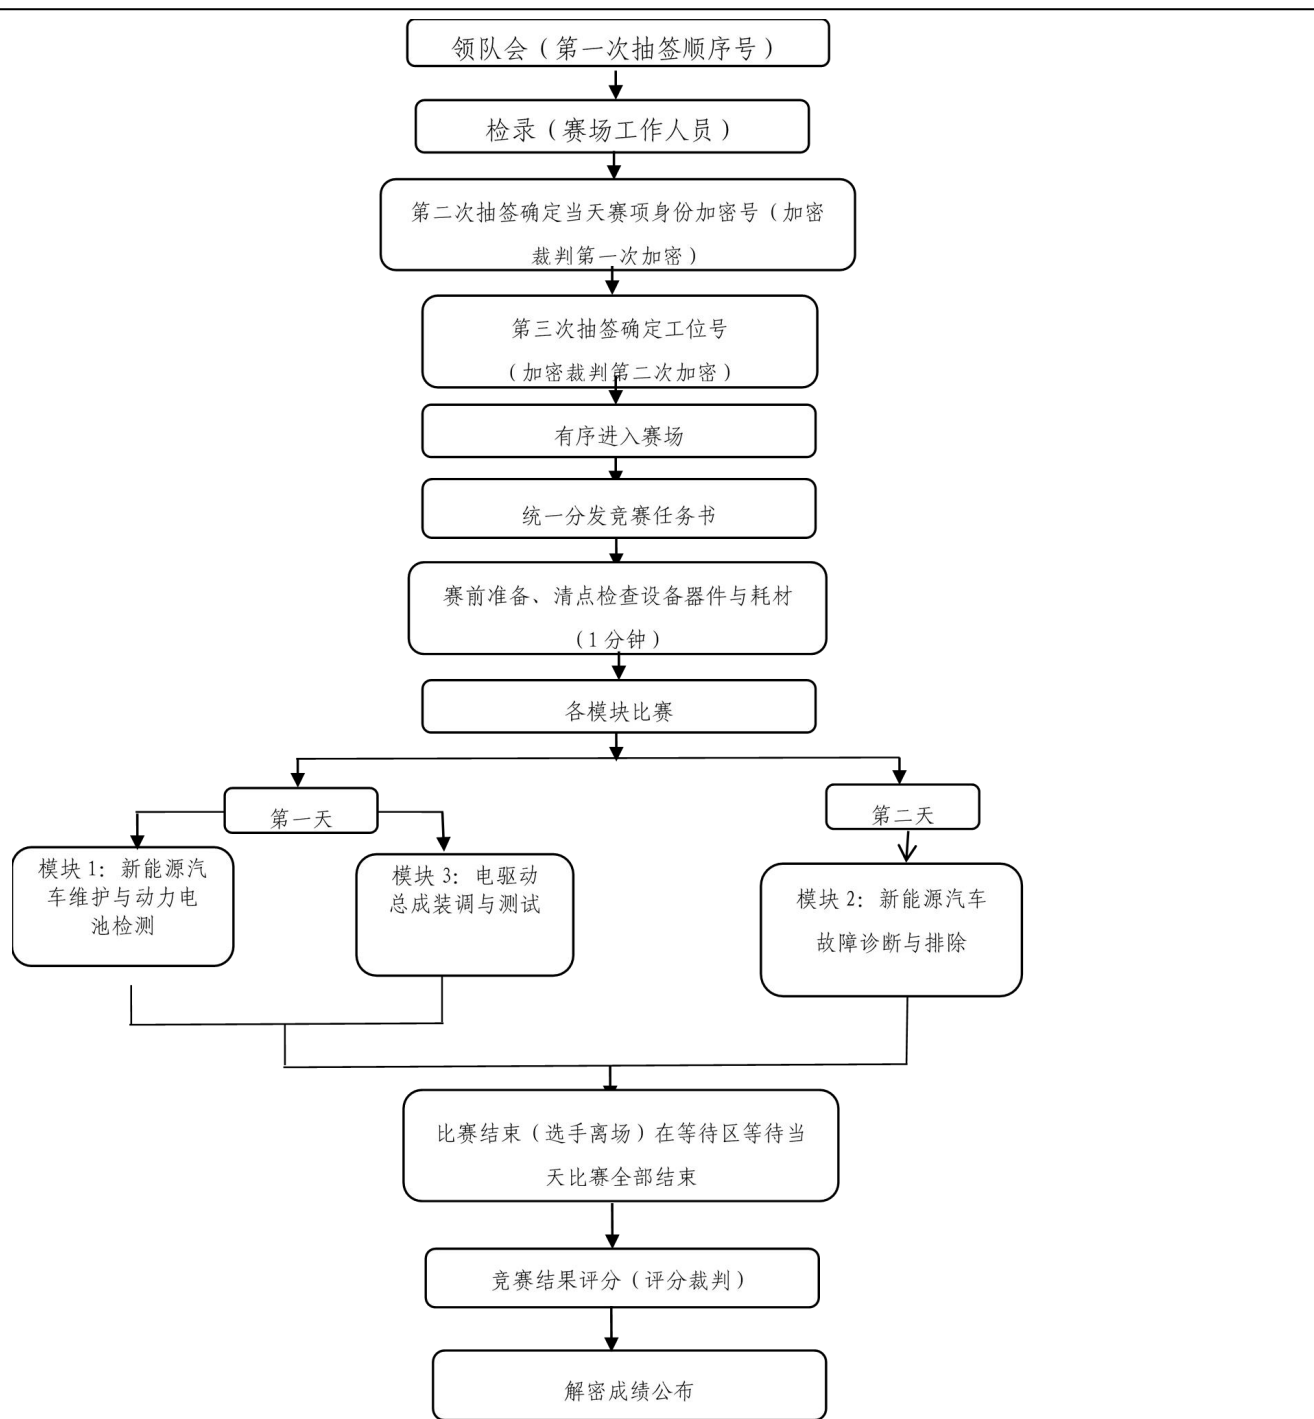 领队会（第一次抽签顺序号）
检录（赛场工作人员）
第二次抽签确定当天赛项身份加密号（加密
裁判第一次加密）
第三次抽签确定工位号
（加密裁判第二次加密）
有序进入赛场
统一分发竞赛任务书
赛前准备、清点检查设备器件与耗材
（1 分钟）
各模块比赛
第一天
第二天
模块 1：新能源汽
车维护与动力电
池检测
模块 3：电驱动
总成装调与测试
模块 2：新能源汽车
故障诊断与排除
比赛结束（选手离场）在等待区等待当
天比赛全部结束
竞赛结果评分（评分裁判）
解密成绩公布